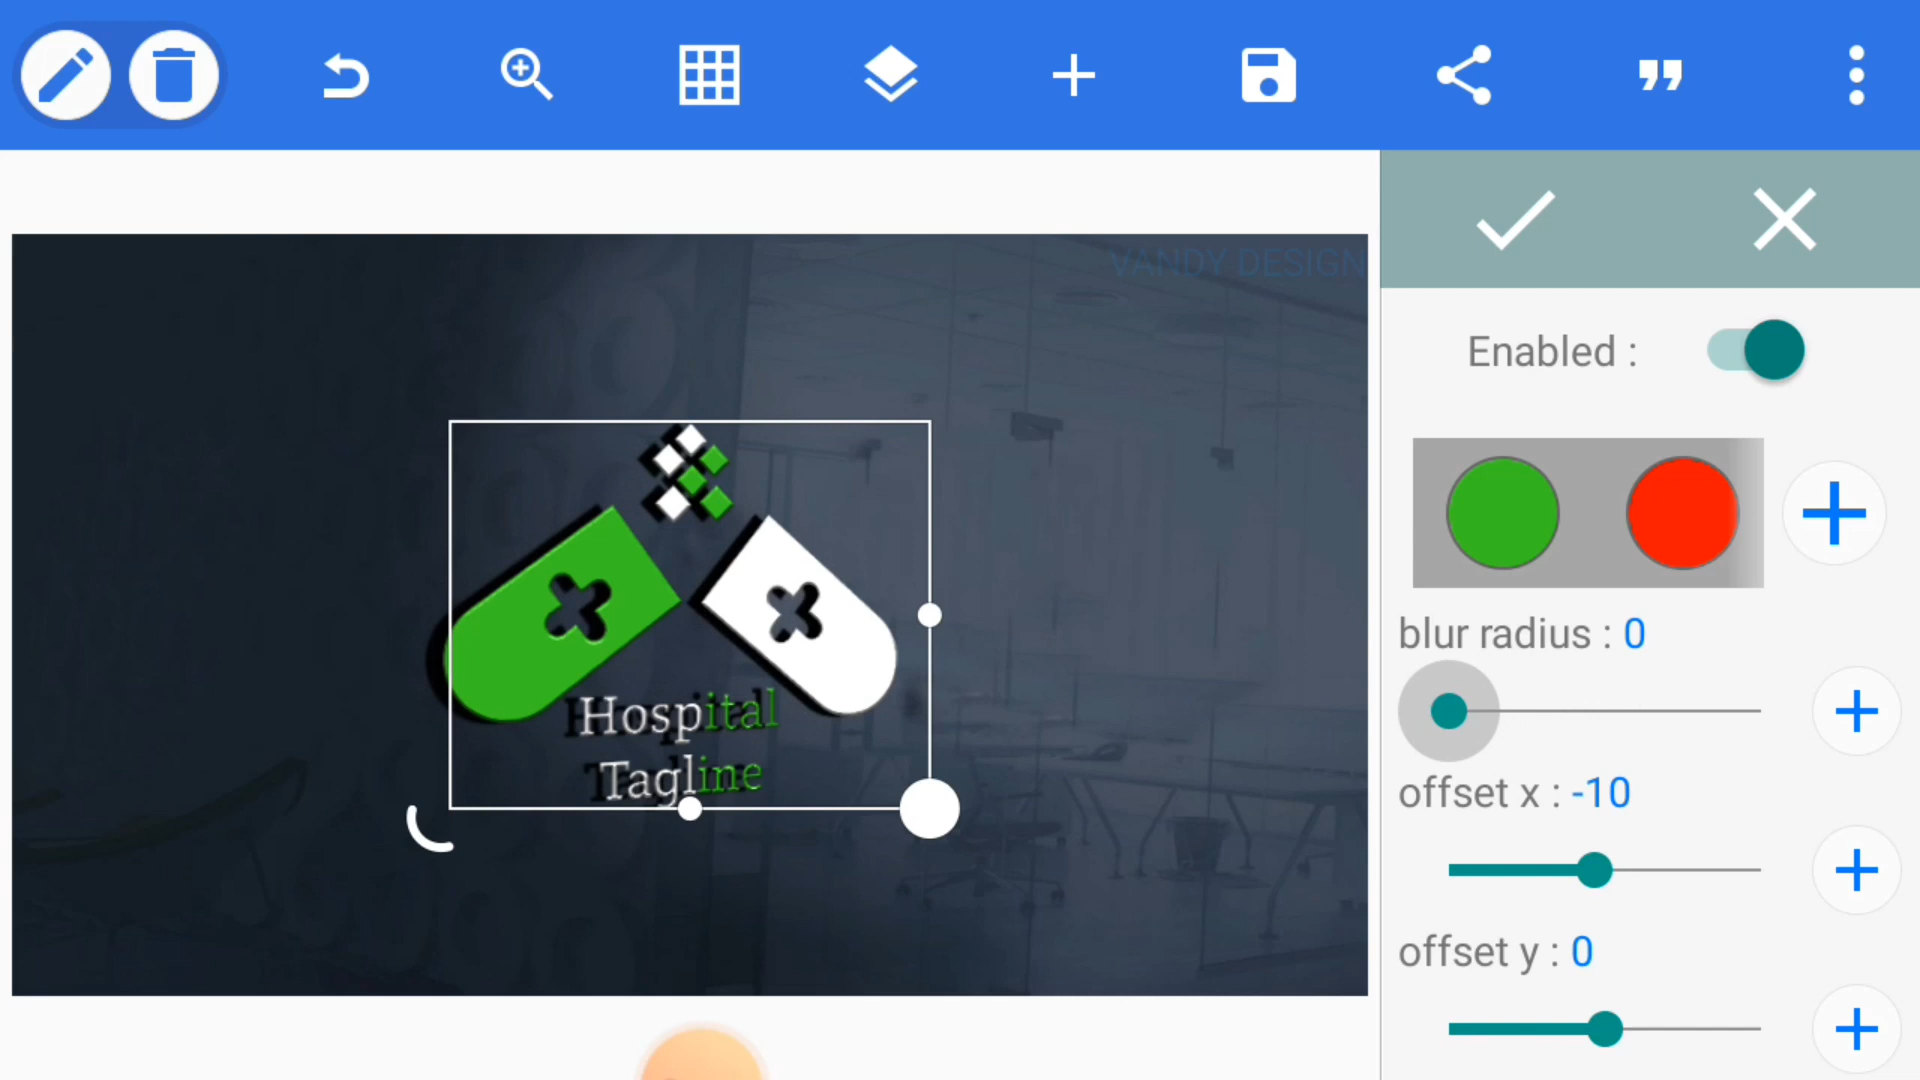 VANDY DESIGN
Enabled :
blur radius : 0
offset x : -10
offset y : 0
Hospital
Tagline